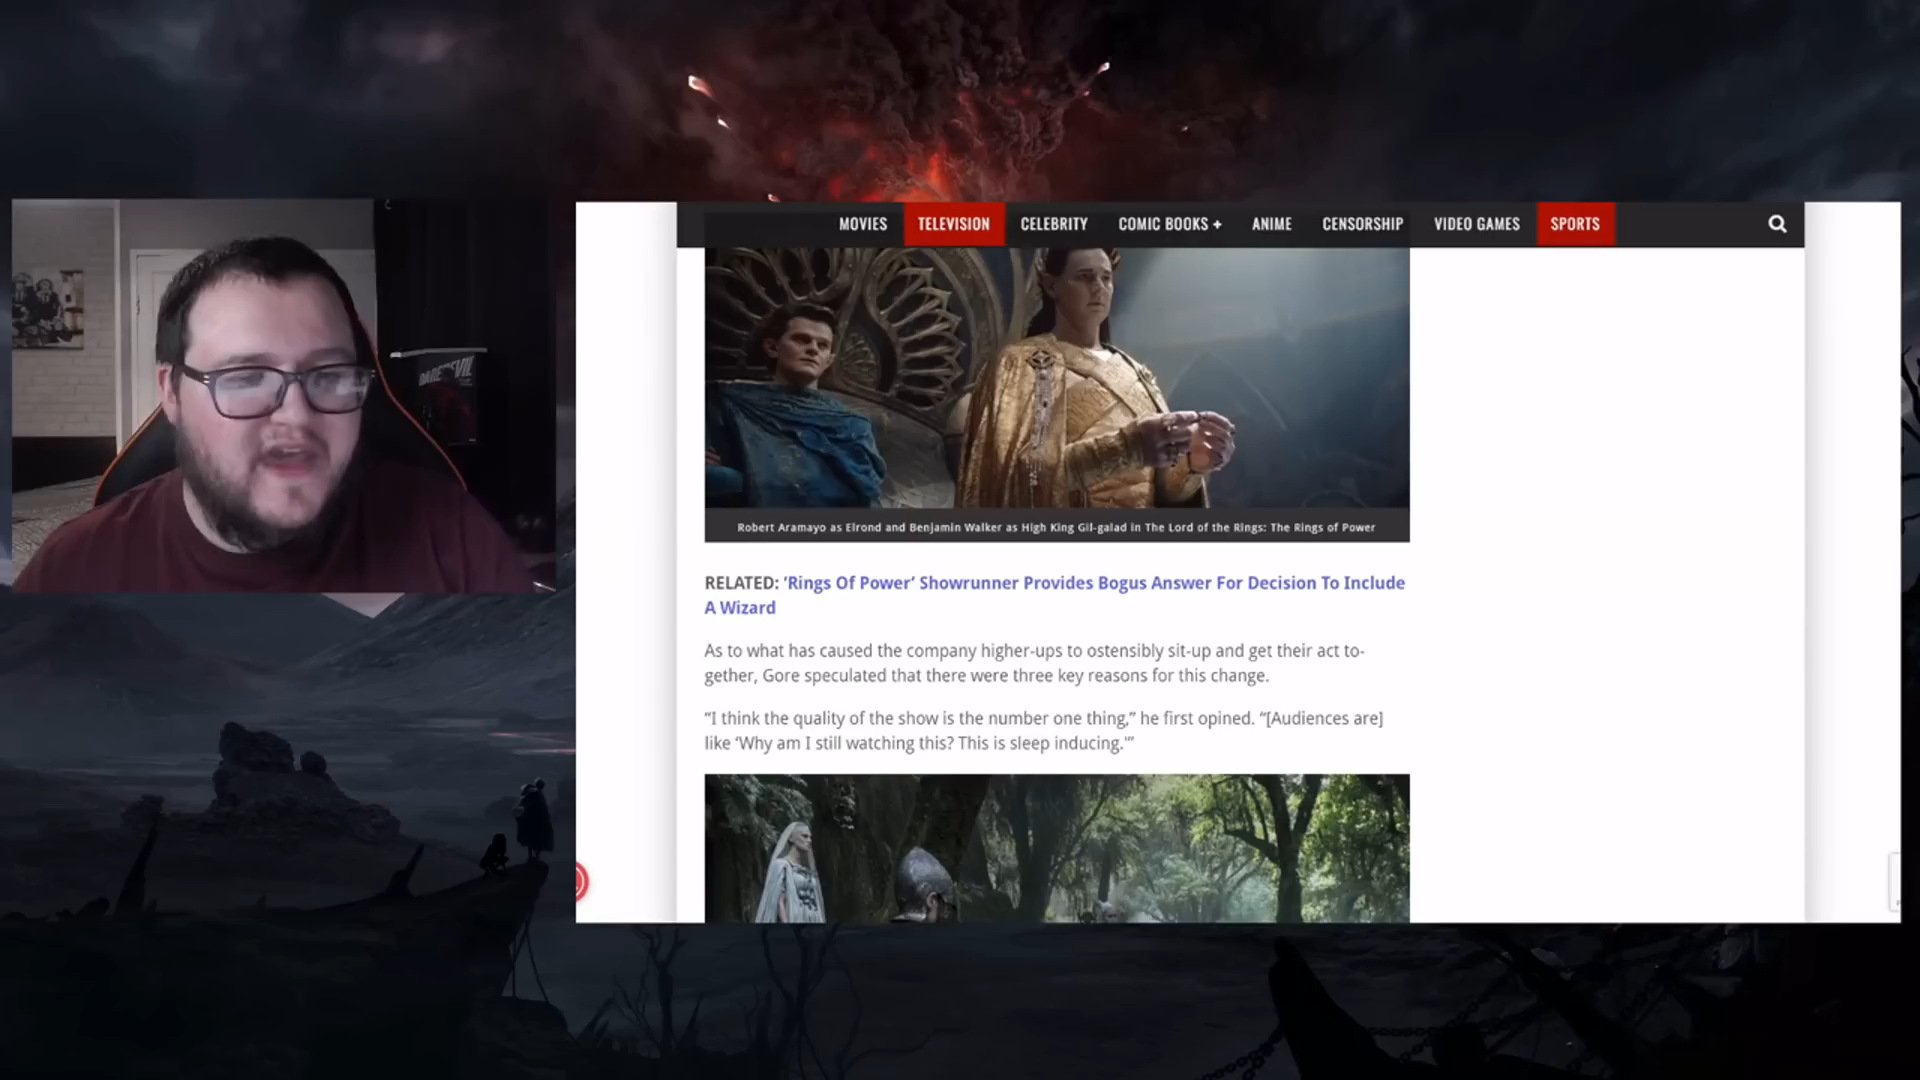 MOVIES TELEVISION CELEBRITY COMIC BOOKS + ANIME CENSORSHIP VIDEO GAMES SPORTS
DAREDEVIL
Robert Aramayo as Elrond and Benjamin Walker as High King Gil-galad in The Lord of the Rings: The Rings of Power
RELATED: ‘Rings Of Power’ Showrunner Provides Bogus Answer For Decision To Include
A Wizard
As to what has caused the company higher-ups to ostensibly sit-up and get their act to-
gether, Gore speculated that there were three key reasons for this change.
“I think the quality of the show is the number one thing,” he first opined. “[Audiences are]
like ‘Why am I still watching this? This is sleep inducing.’”